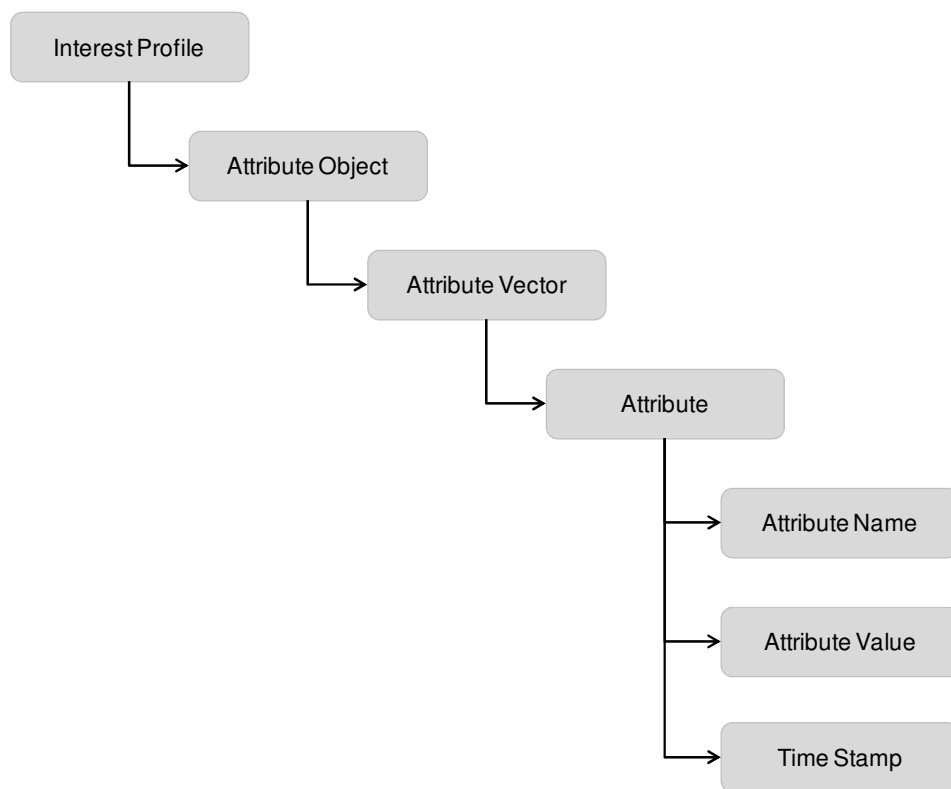 Interest Profile
Attribute Object
Attribute Vector
Attribute
Attribute Name
Attribute Value
Time Stamp